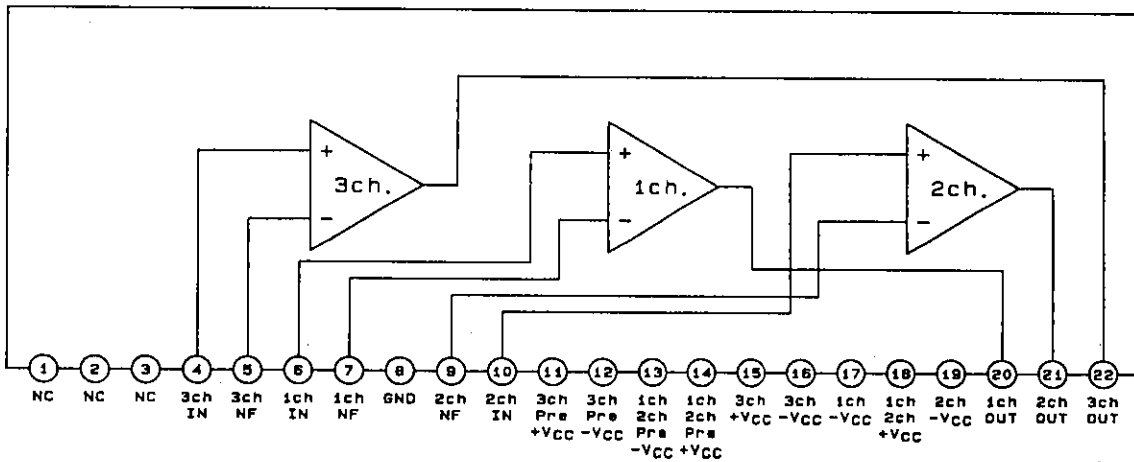 +
3ch.
−
+
1ch.
−
+
2ch.
−
1 2 3 4 5 6 7 8 9 10 11 12 13 14 15 16 17 18 19 20 21 22
NC
NC
NC
3ch
IN
3ch
NF
1ch
IN
1ch
NF
GND
2ch
NF
2ch
IN
3ch
Pre
+VCC
3ch
Pre
-VCC
1ch
2ch
Pre
-VCC
1ch
2ch
Pre
+VCC
3ch
+VCC
3ch
-VCC
1ch
-VCC
1ch
2ch
+VCC
2ch
-VCC
1ch
OUT
2ch
OUT
3ch
OUT